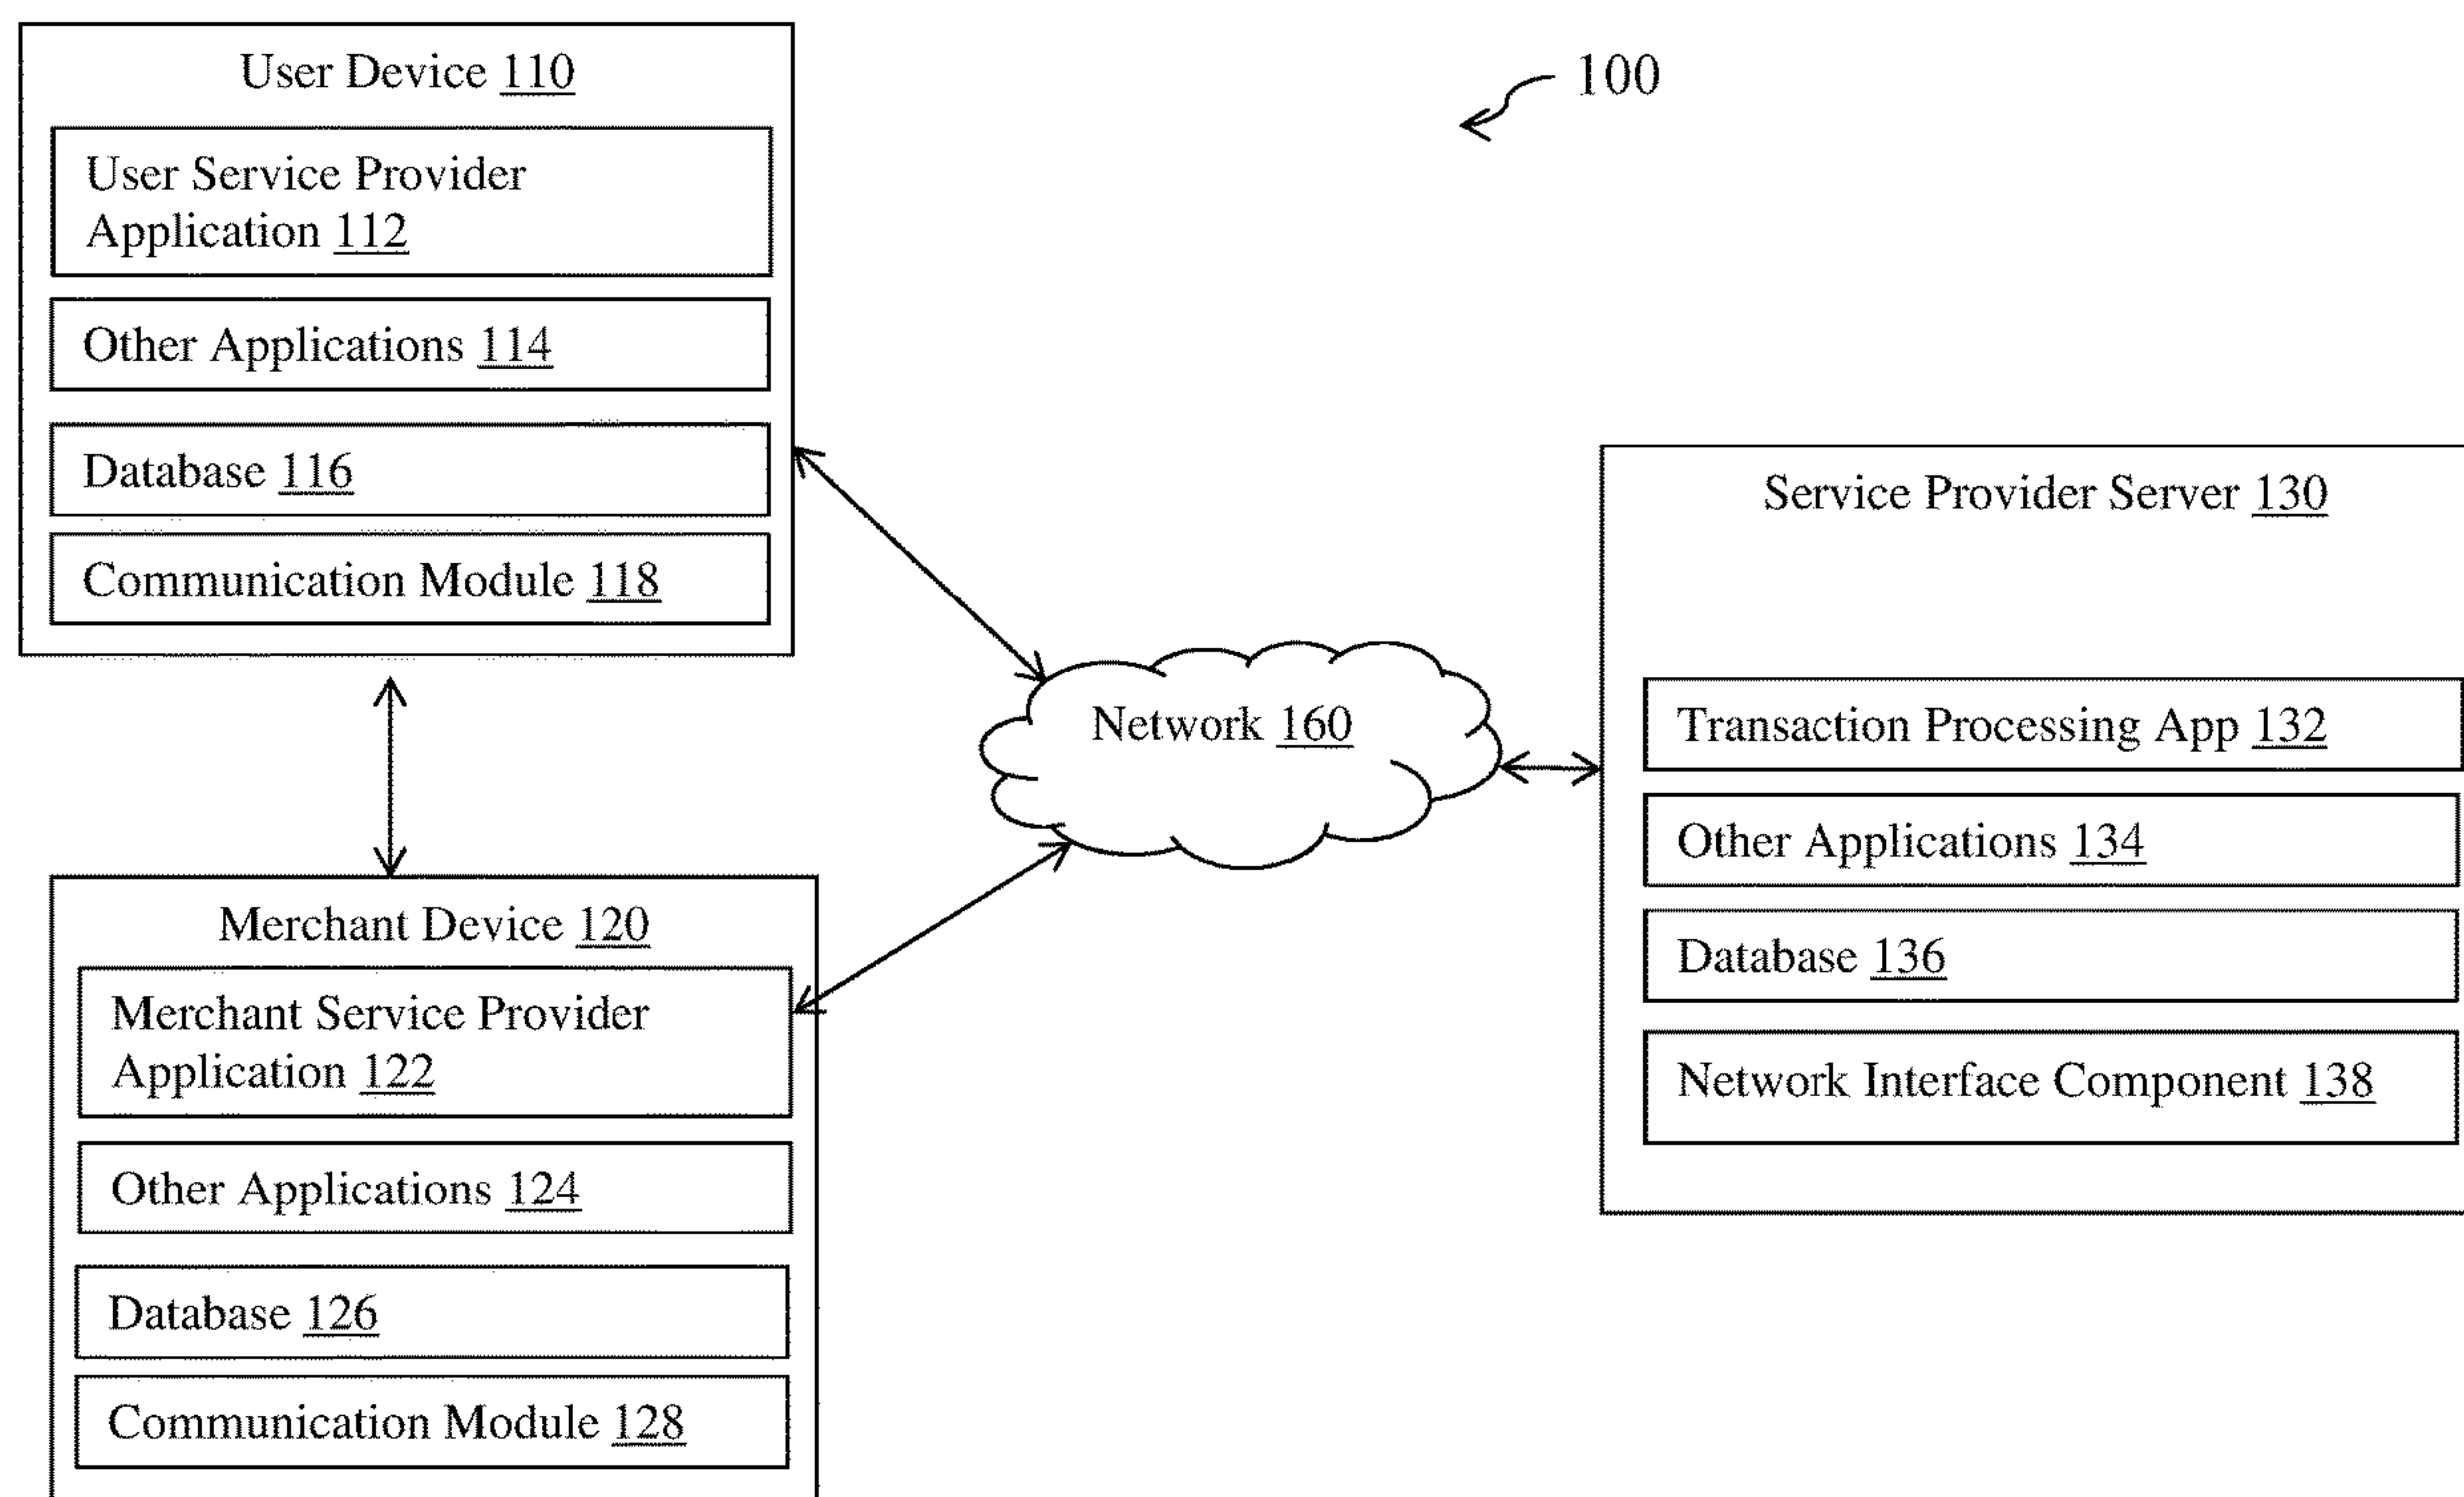 User Device 110
User Service Provider
Application 112
Other Applications 114
Database 116
Communication Module 118
100
Network 160
Merchant Device 120
Merchant Service Provider
Application 122
Other Applications 124
Database 126
Communication Module 128
Service Provider Server 130
Transaction Processing App 132
Other Applications 134
Database 136
Network Interface Component 138